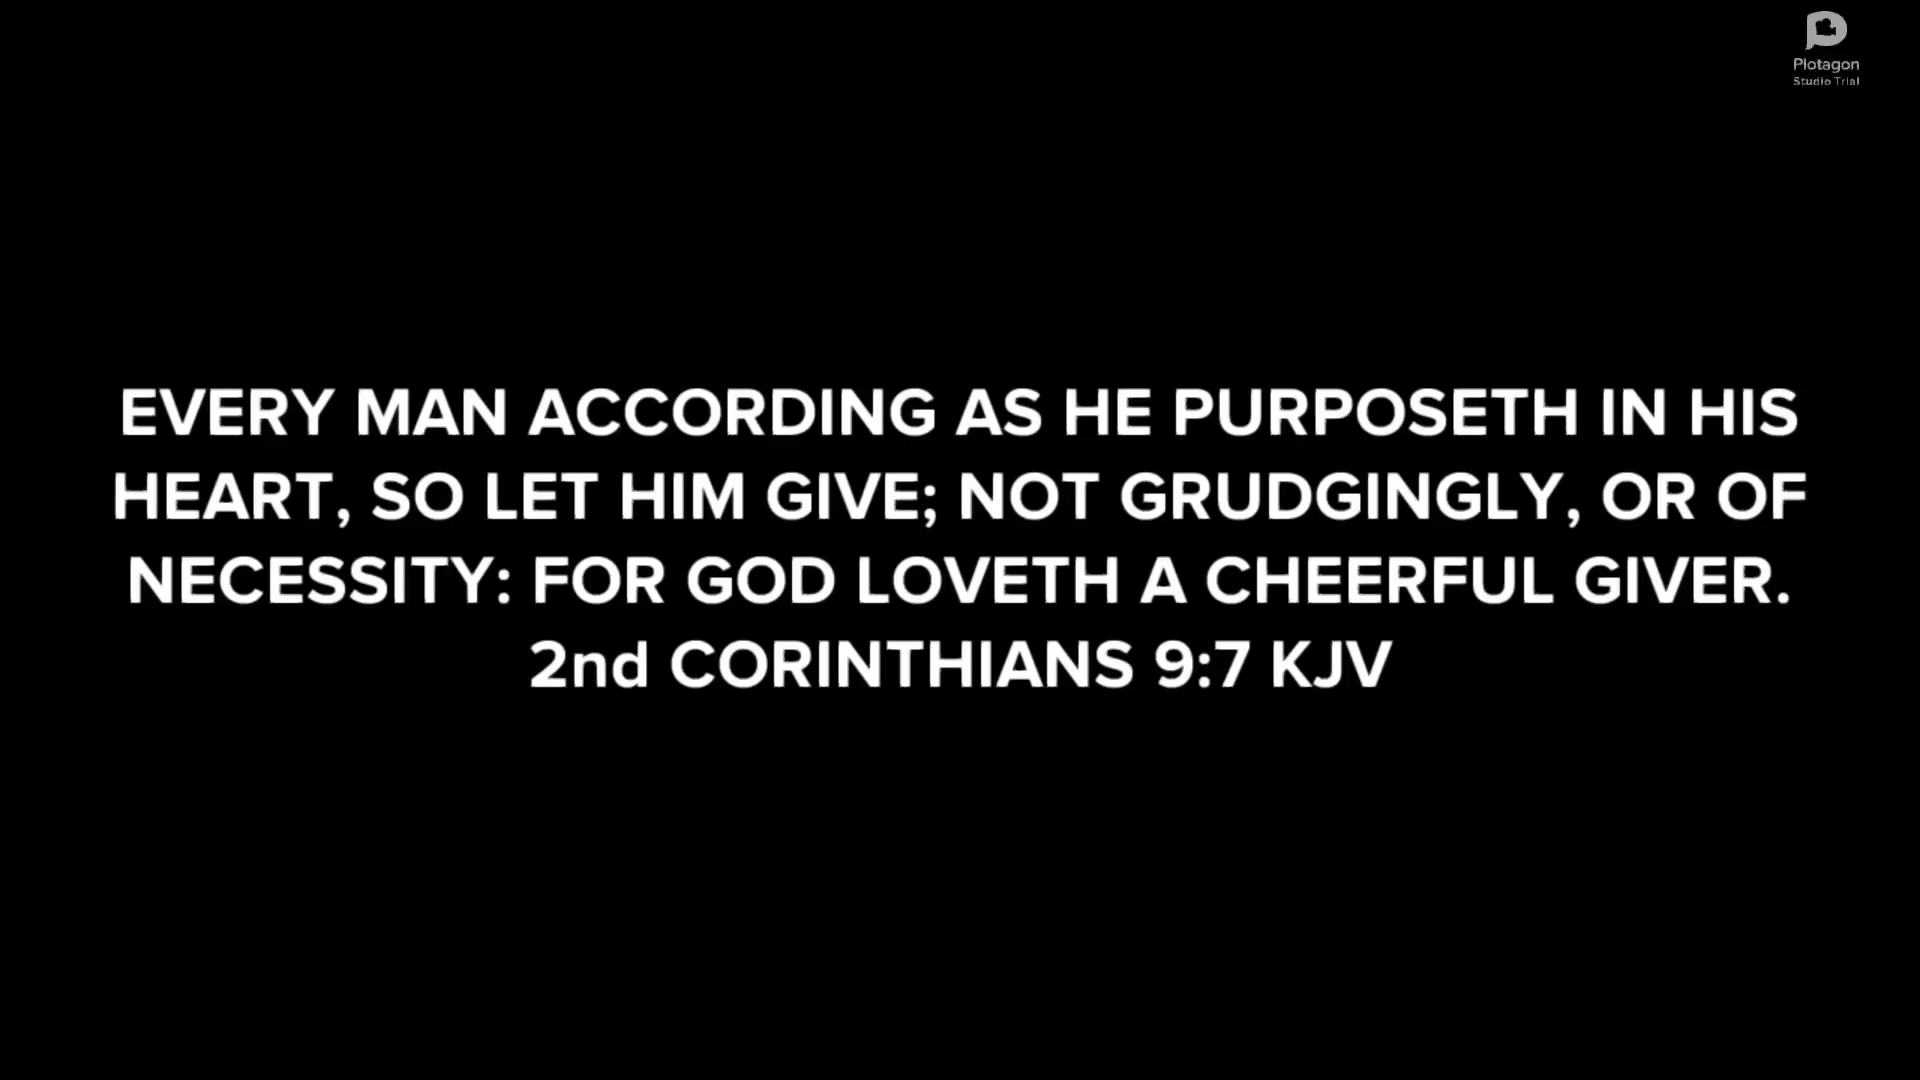 Plotagon
Studio Trial
EVERY MAN ACCORDING AS HE PURPOSETH IN HIS
HEART, SO LET HIM GIVE; NOT GRUDGINGLY, OR OF
NECESSITY: FOR GOD LOVETH A CHEERFUL GIVER.
2nd CORINTHIANS 9:7 KJV